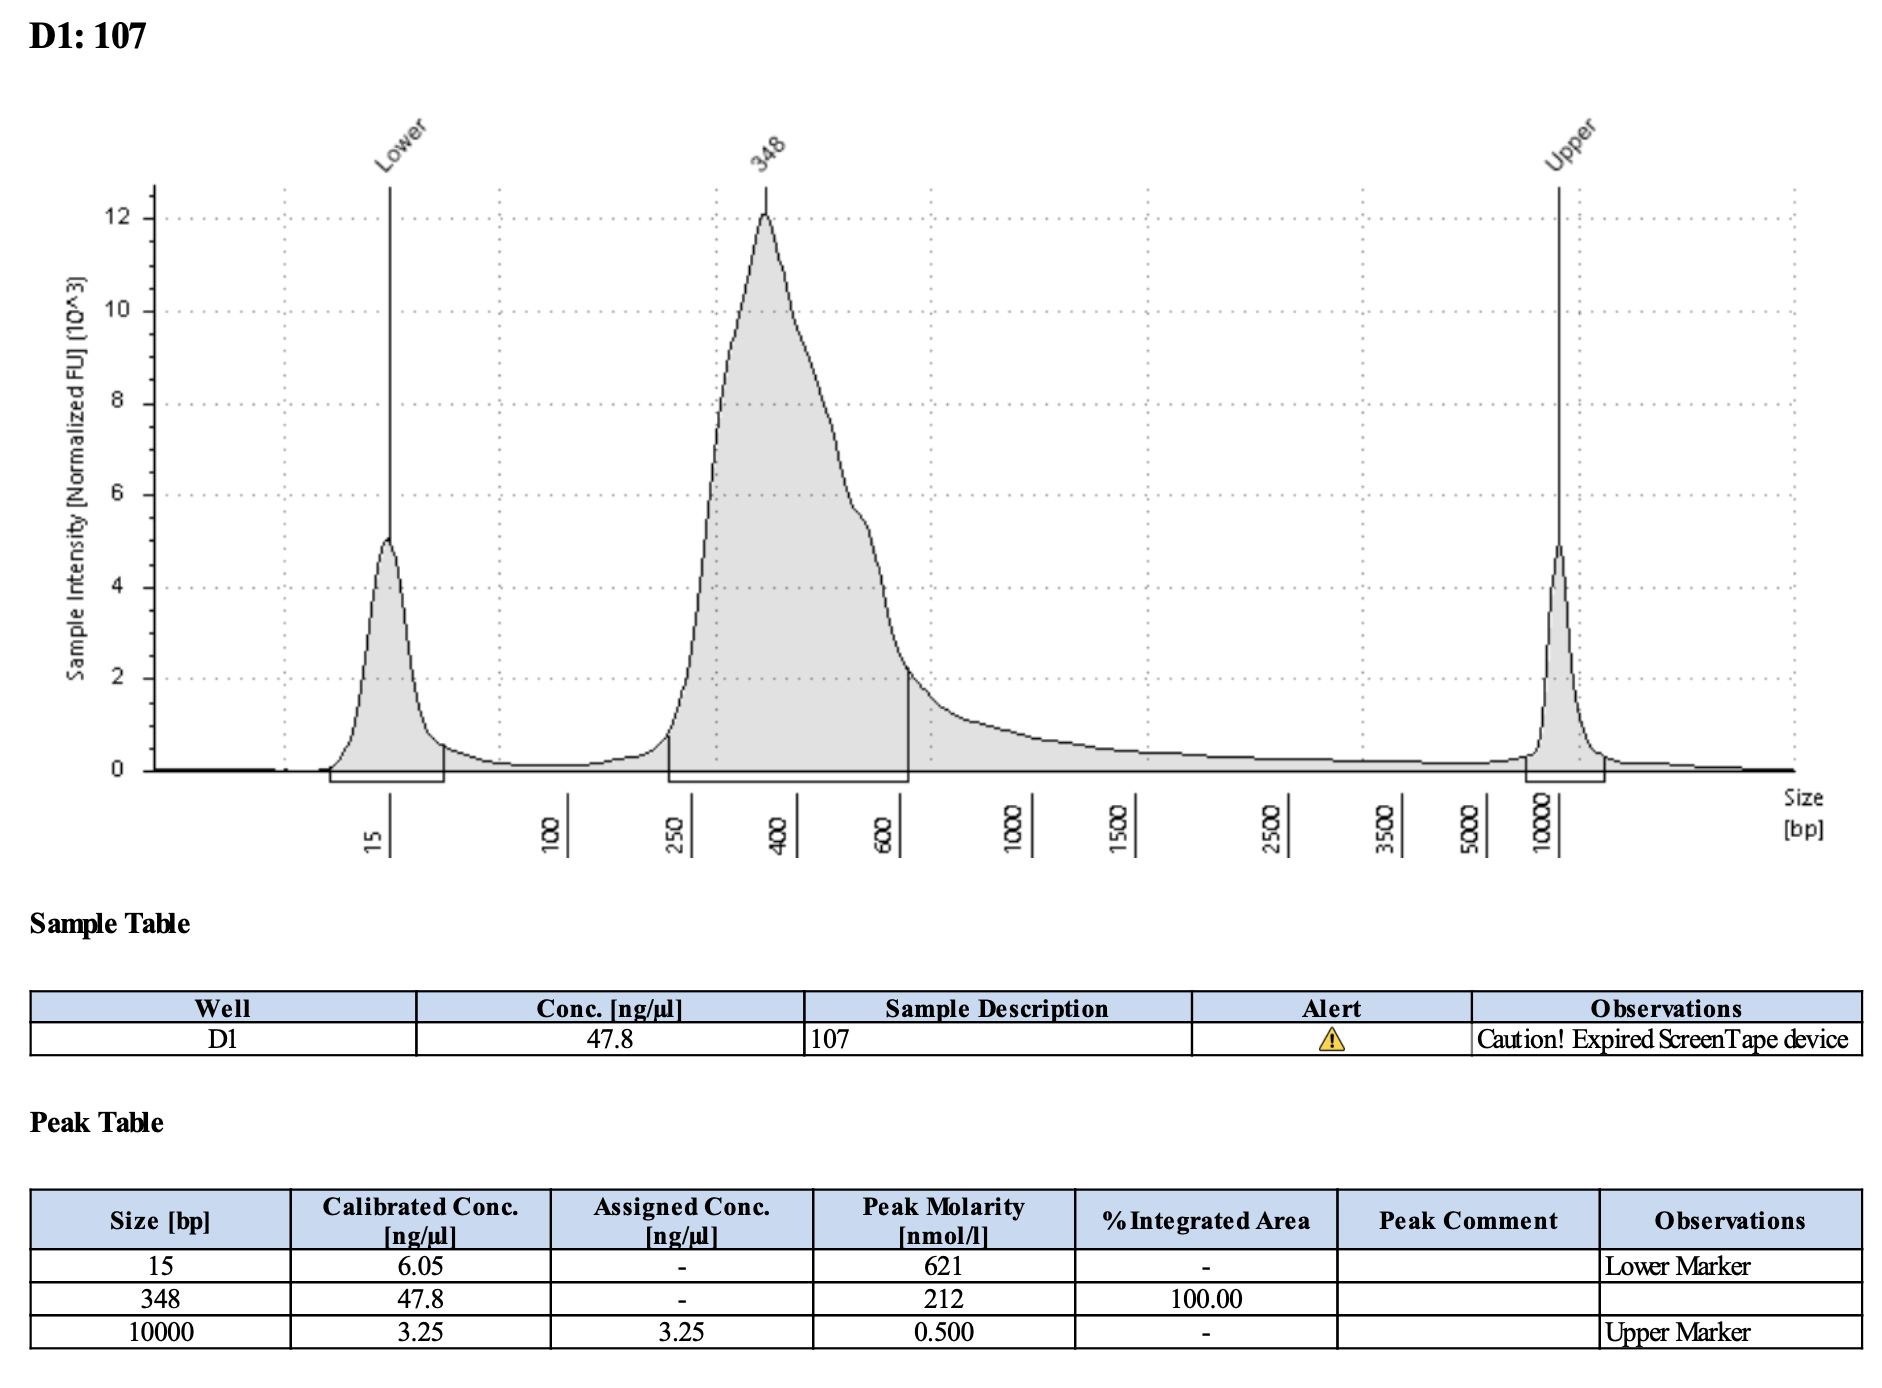 D1: 107
Lower
348
Upper
Sample Intensity [Normalized FU] (10^3)
12
10
8
6
4
2
0
15
100
250
400
600
1000
1500
2500
3500
5000
10000
Size
[bp]
Sample Table
Well Conc. [ng/µl] Sample Description Alert Observations
D1 47.8 107 Caution! Expired ScreenTape device
Peak Table
Size [bp] Calibrated Conc. [ng/µl] Assigned Conc. [ng/µl] Peak Molarity [nmol/l] % Integrated Area Peak Comment Observations
15 6.05 - 621 - Lower Marker
348 47.8 - 212 100.00
10000 3.25 3.25 0.500 - Upper Marker